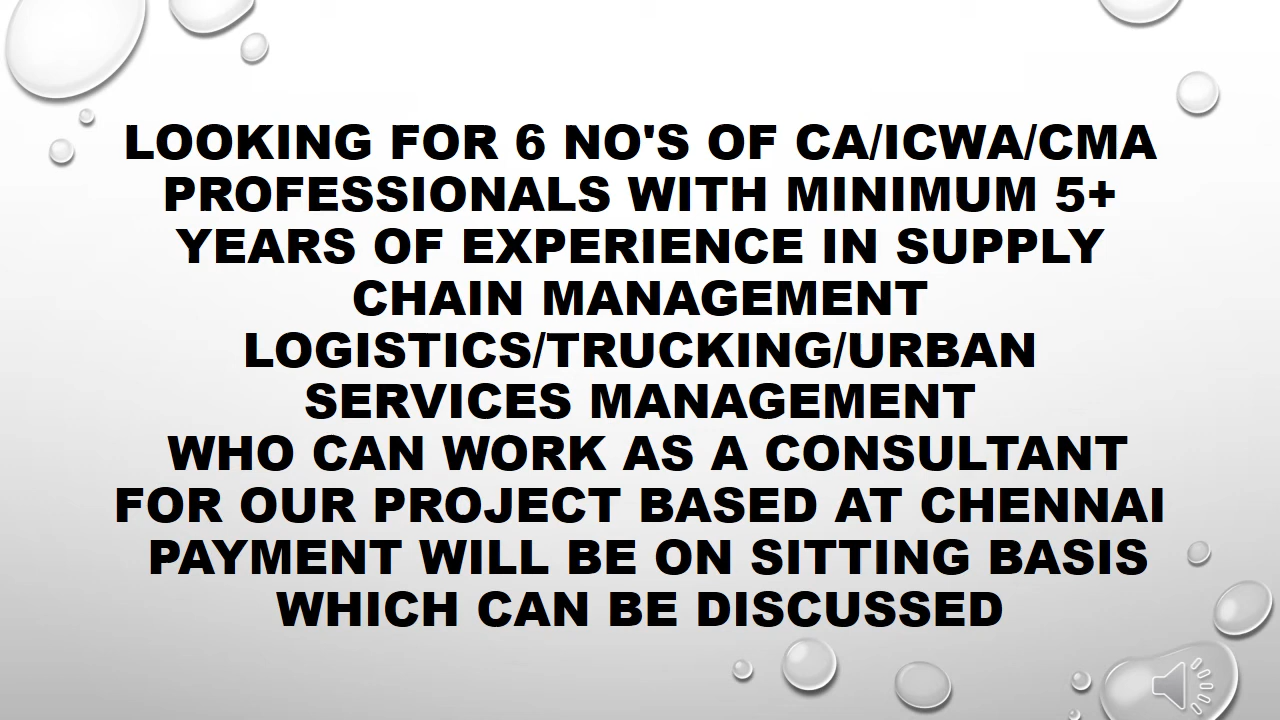 LOOKING FOR 6 NO'S OF CA/ICWA/CMA
PROFESSIONALS WITH MINIMUM 5+
YEARS OF EXPERIENCE IN SUPPLY
CHAIN MANAGEMENT
LOGISTICS/TRUCKING/URBAN
SERVICES MANAGEMENT
WHO CAN WORK AS A CONSULTANT
FOR OUR PROJECT BASED AT CHENNAI
PAYMENT WILL BE ON SITTING BASIS
WHICH CAN BE DISCUSSED